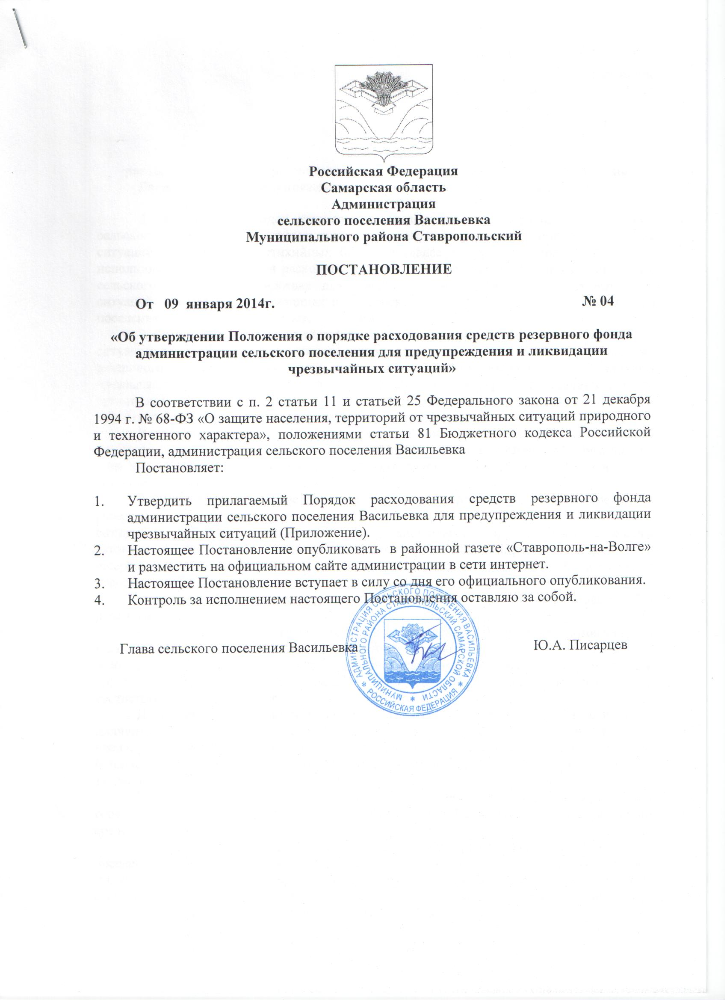 Российская Федерация
Самарская область
Администрация
сельского поселения Васильевка
Муниципального района Ставропольский
ПОСТАНОВЛЕНИЕ
От 09 января 2014г. № 04
«Об утверждении Положения о порядке расходования средств резервного фонда
администрации сельского поселения для предупреждения и ликвидации
чрезвычайных ситуаций»
В соответствии с п. 2 статьи 11 и статьей 25 Федерального закона от 21 декабря
1994 г. № 68-ФЗ «О защите населения, территорий от чрезвычайных ситуаций природного
и техногенного характера», положениями статьи 81 Бюджетного кодекса Российской
Федерации, администрация сельского поселения Васильевка
Постановляет:
1. Утвердить прилагаемый Порядок расходования средств резервного фонда
администрации сельского поселения Васильевка для предупреждения и ликвидации
чрезвычайных ситуаций (Приложение).
2. Настоящее Постановление опубликовать в районной газете «Ставрополь-на-Волге»
и разместить на официальном сайте администрации в сети интернет.
3. Настоящее Постановление вступает в силу со дня его официального опубликования.
4. Контроль за исполнением настоящего Постановления оставляю за собой.
Глава сельского поселения Васильевка Ю.А. Писарцев
АДМИНИСТРАЦИЯ СЕЛЬСКОГО ПОСЕЛЕНИЯ ВАСИЛЬЕВКА
* РОССИЙСКАЯ ФЕДЕРАЦИЯ *
МУНИЦИПАЛЬНОГО РАЙОНА СТАВРОПОЛЬСКИЙ САМАРСКОЙ ОБЛАСТИ *